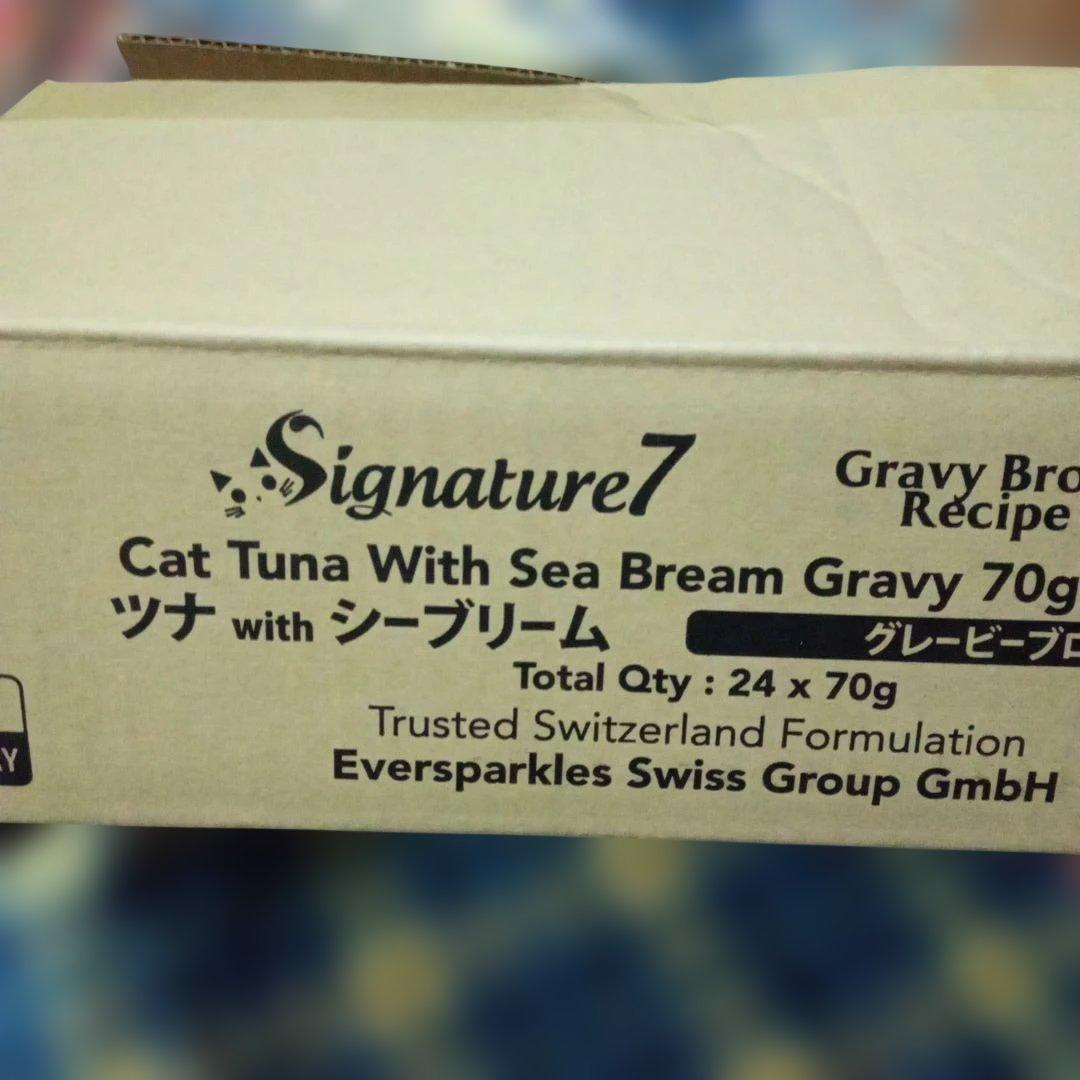 Signature7
Gravy Bro
Recipe
Cat Tuna With Sea Bream Gravy 70g
ツナ with シーブリーム
グレービーブロ
Total Qty : 24 x 70g
Trusted Switzerland Formulation
Eversparkles Swiss Group GmbH
AY